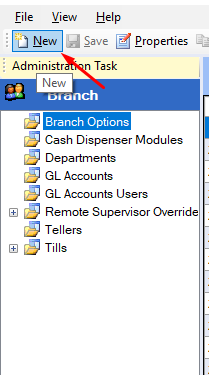 File View Help
New Save Properties
Administration Task
New
Branch
Branch Options
Cash Dispenser Modules
Departments
GL Accounts
GL Accounts Users
Remote Supervisor Override
Tellers
Tills